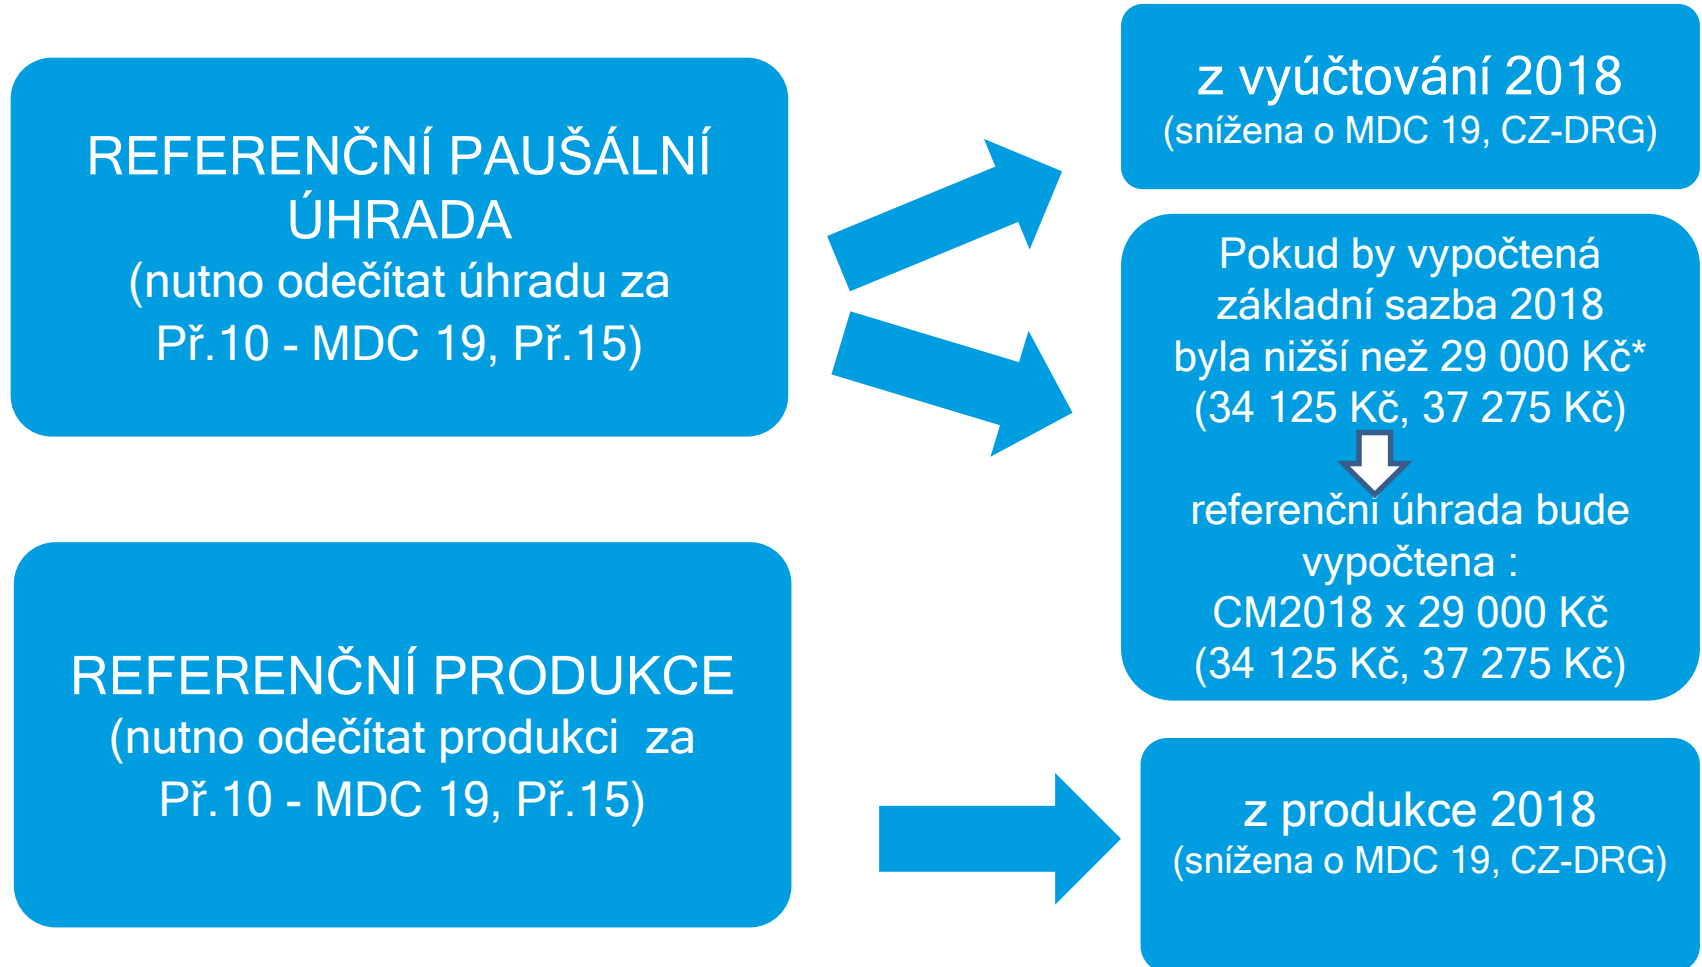 REFERENČNÍ PAUŠÁLNÍ
ÚHRADA
(nutno odečítat úhradu za
Př.10 - MDC 19, Př.15)
z vyúčtování 2018
(snížena o MDC 19, CZ-DRG)
Pokud by vypočtená
základní sazba 2018
byla nižší než 29 000 Kč*
(34 125 Kč, 37 275 Kč)
referenční úhrada bude
vypočtena :
CM2018 x 29 000 Kč
(34 125 Kč, 37 275 Kč)
REFERENČNÍ PRODUKCE
(nutno odečítat produkci  za
Př.10 - MDC 19, Př.15)
z produkce 2018
(snížena o MDC 19, CZ-DRG)